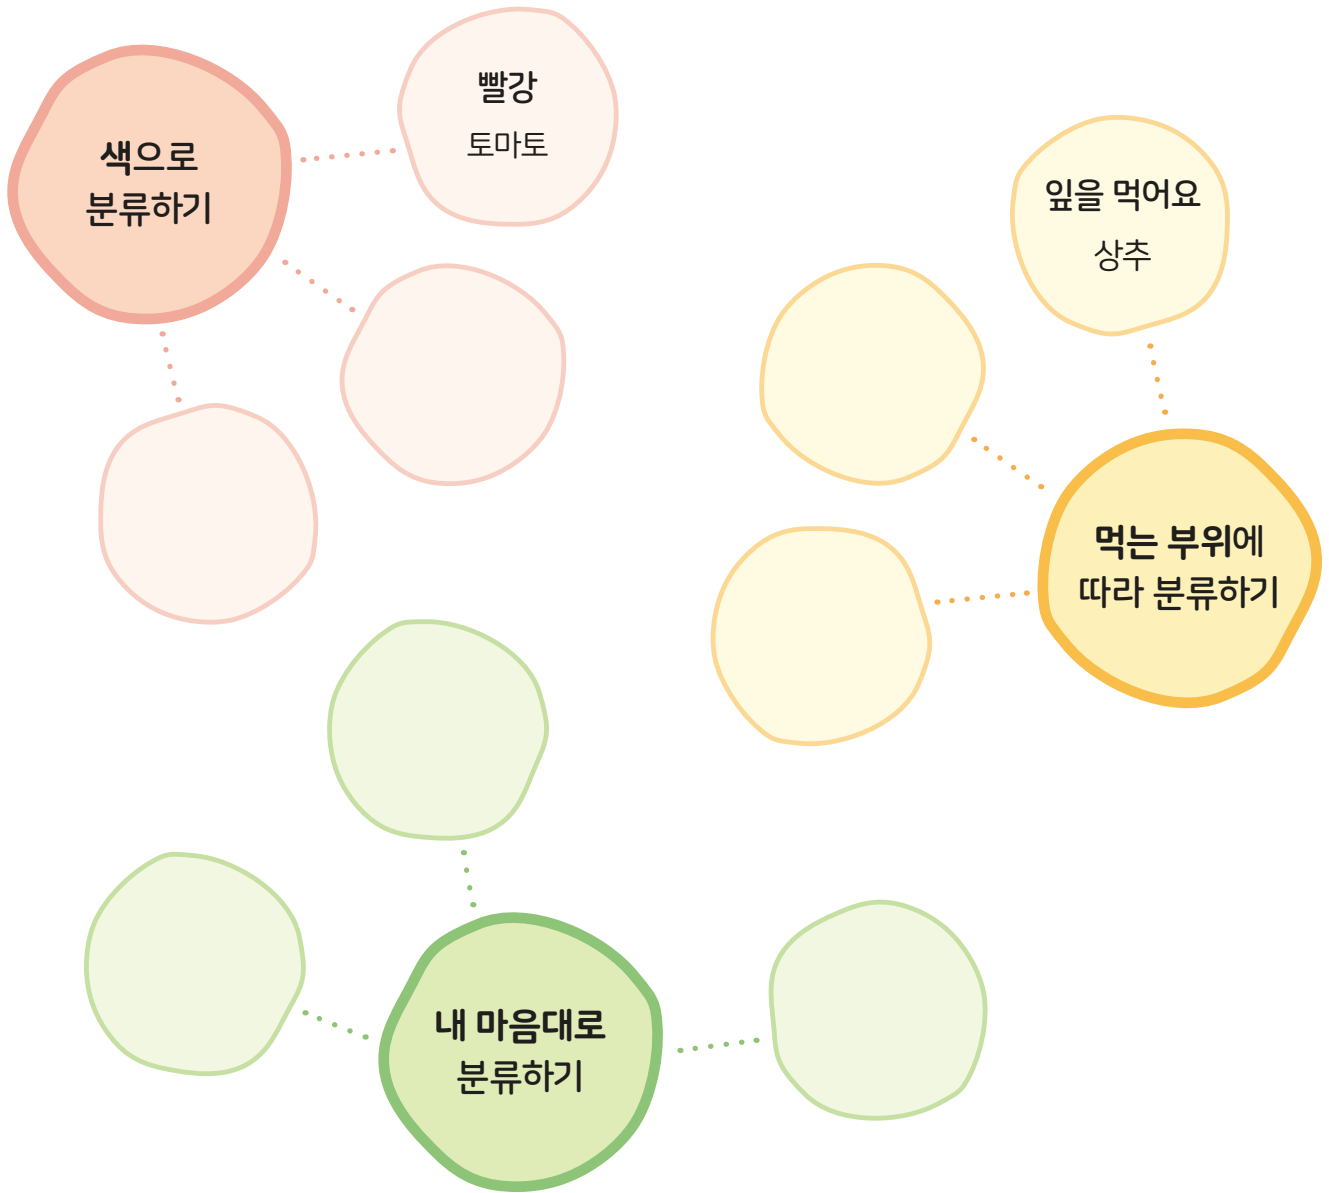 색으로
분류하기
빨강
토마토
잎을 먹어요
상추
먹는 부위에
따라 분류하기
내 마음대로
분류하기